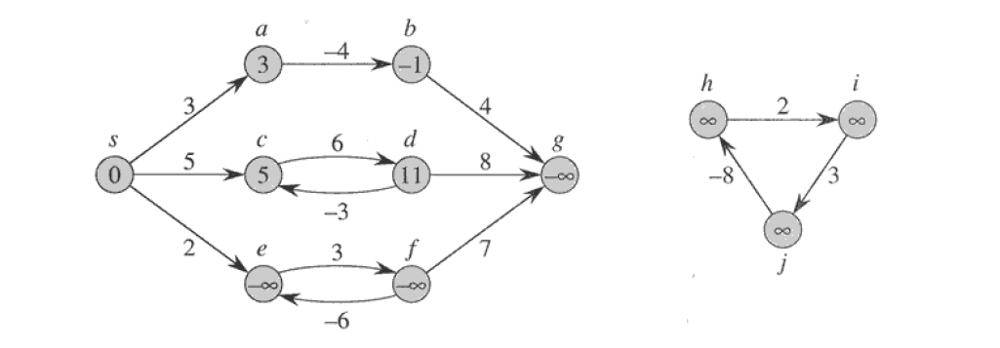 a b
3 –4 –1
3 4 h i
s c 6 d g ∞ 2 ∞
0 5 5 11 8 –∞
–3 –8 3
2 e 3 f 7 ∞
–∞ –∞ j
–6